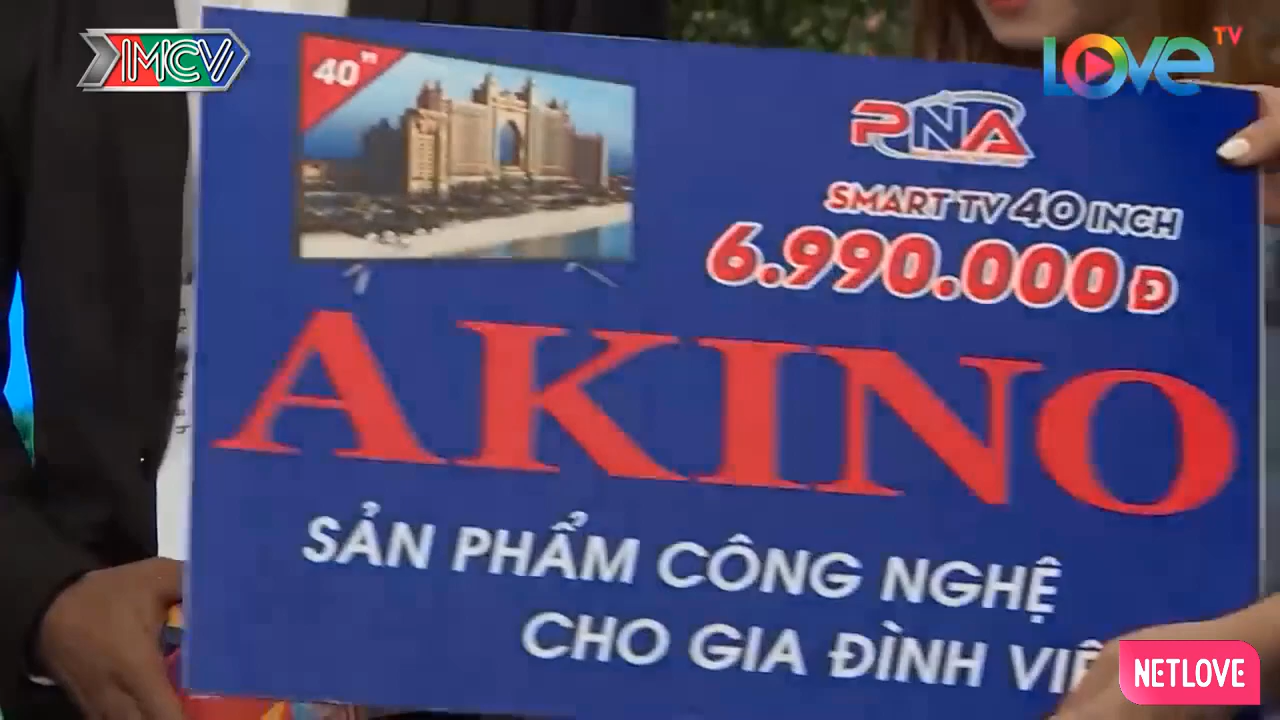 MCV
LOVE TV
40"
PNA
SMART TV 40 INCH
6.990.000 Đ
AKINO
SẢN PHẨM CÔNG NGHỆ
CHO GIA ĐÌNH
NETLOVE